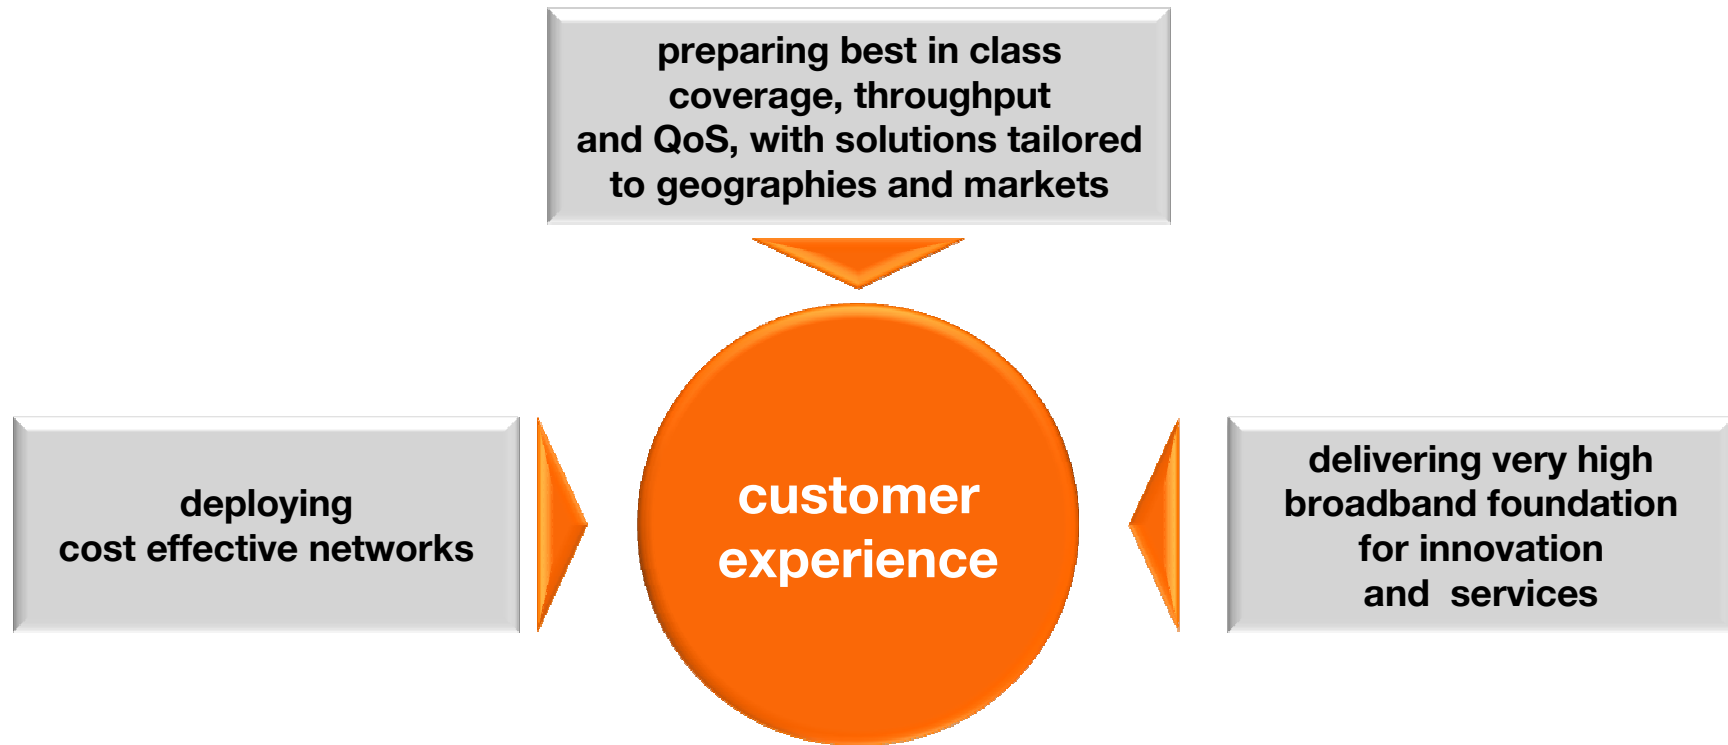 preparing best in class
coverage, throughput
and QoS, with solutions tailored
to geographies and markets
deploying
cost effective networks
customer
experience
delivering very high
broadband foundation
for innovation
and  services